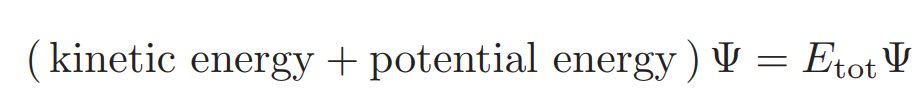 ( kinetic energy + potential energy ) Ψ = E_tot Ψ